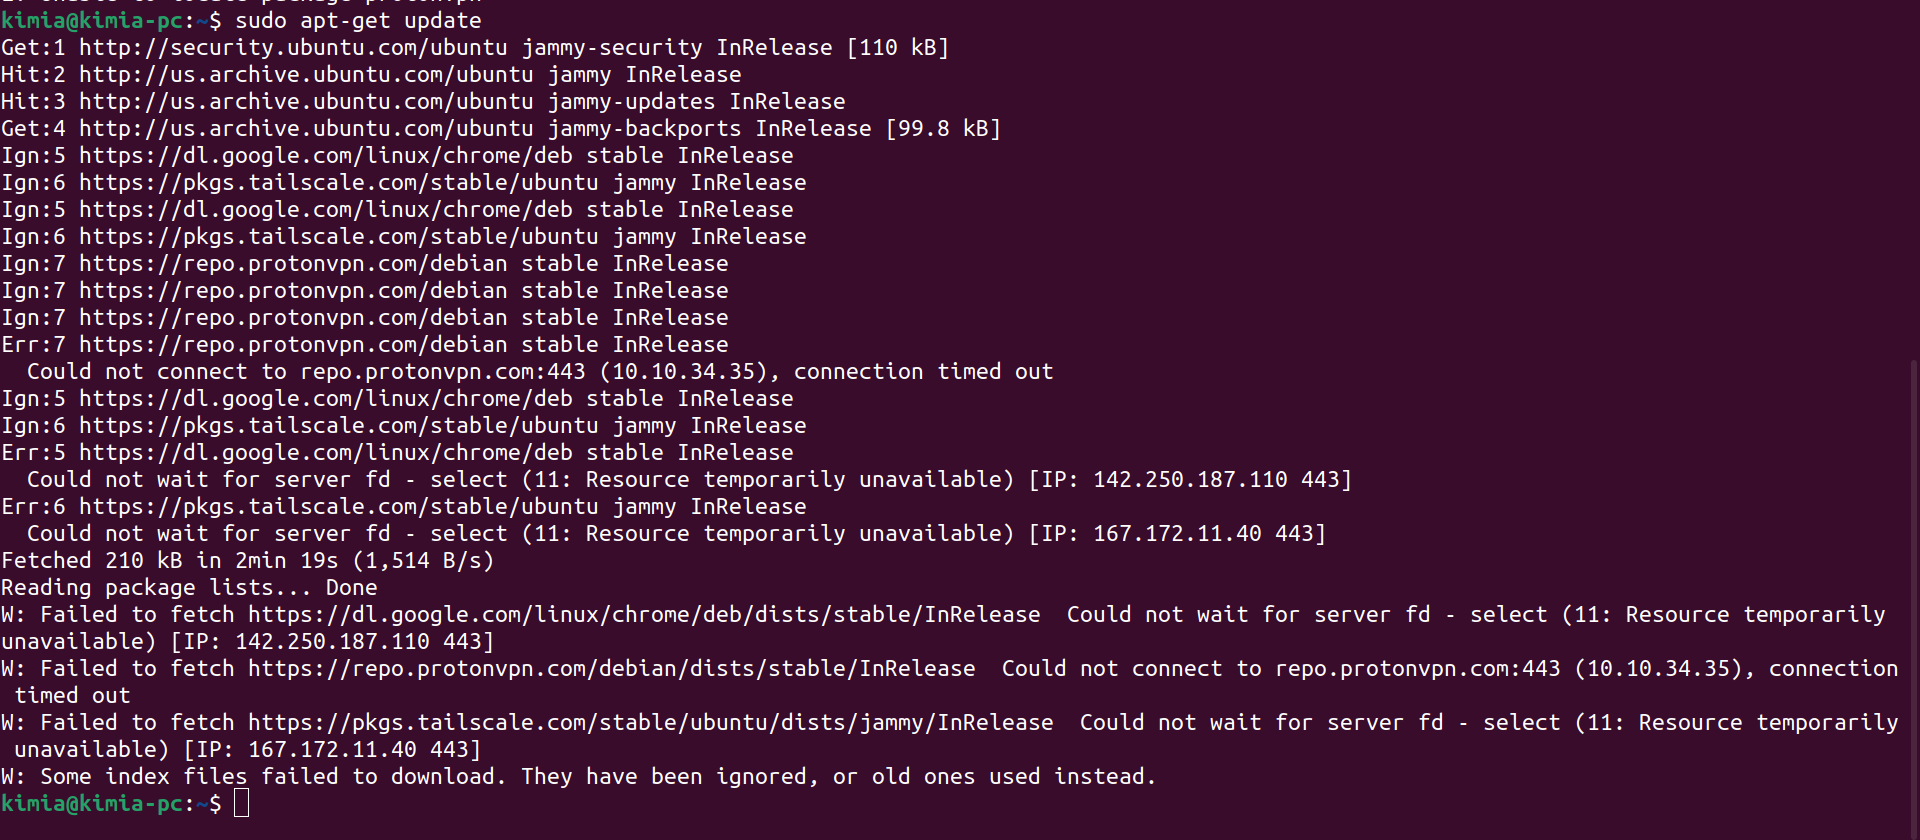 kimia@kimia-pc:~$ sudo apt-get update
Get:1 http://security.ubuntu.com/ubuntu jammy-security InRelease [110 kB]
Hit:2 http://us.archive.ubuntu.com/ubuntu jammy InRelease
Hit:3 http://us.archive.ubuntu.com/ubuntu jammy-updates InRelease
Get:4 http://us.archive.ubuntu.com/ubuntu jammy-backports InRelease [99.8 kB]
Ign:5 https://dl.google.com/linux/chrome/deb stable InRelease
Ign:6 https://pkgs.tailscale.com/stable/ubuntu jammy InRelease
Ign:5 https://dl.google.com/linux/chrome/deb stable InRelease
Ign:6 https://pkgs.tailscale.com/stable/ubuntu jammy InRelease
Ign:7 https://repo.protonvpn.com/debian stable InRelease
Ign:7 https://repo.protonvpn.com/debian stable InRelease
Ign:7 https://repo.protonvpn.com/debian stable InRelease
Err:7 https://repo.protonvpn.com/debian stable InRelease
  Could not connect to repo.protonvpn.com:443 (10.10.34.35), connection timed out
Ign:5 https://dl.google.com/linux/chrome/deb stable InRelease
Ign:6 https://pkgs.tailscale.com/stable/ubuntu jammy InRelease
Err:5 https://dl.google.com/linux/chrome/deb stable InRelease
  Could not wait for server fd - select (11: Resource temporarily unavailable) [IP: 142.250.187.110 443]
Err:6 https://pkgs.tailscale.com/stable/ubuntu jammy InRelease
  Could not wait for server fd - select (11: Resource temporarily unavailable) [IP: 167.172.11.40 443]
Fetched 210 kB in 2min 19s (1,514 B/s)
Reading package lists... Done
W: Failed to fetch https://dl.google.com/linux/chrome/deb/dists/stable/InRelease  Could not wait for server fd - select (11: Resource temporarily
unavailable) [IP: 142.250.187.110 443]
W: Failed to fetch https://repo.protonvpn.com/debian/dists/stable/InRelease  Could not connect to repo.protonvpn.com:443 (10.10.34.35), connection
 timed out
W: Failed to fetch https://pkgs.tailscale.com/stable/ubuntu/dists/jammy/InRelease  Could not wait for server fd - select (11: Resource temporarily
 unavailable) [IP: 167.172.11.40 443]
W: Some index files failed to download. They have been ignored, or old ones used instead.
kimia@kimia-pc:~$